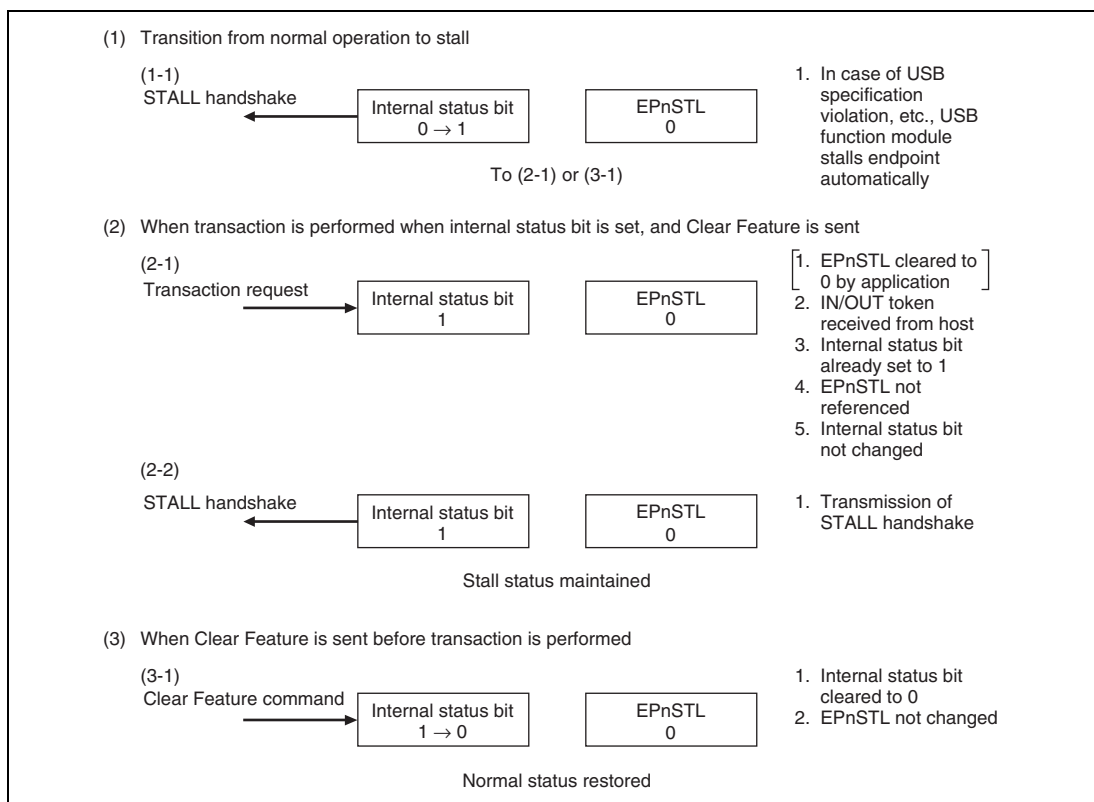 (1) Transition from normal operation to stall
(1-1)
STALL handshake
Internal status bit
0 → 1
EPnSTL
0
1. In case of USB
specification
violation, etc., USB
function module
stalls endpoint
automatically
To (2-1) or (3-1)
(2) When transaction is performed when internal status bit is set, and Clear Feature is sent
(2-1)
Transaction request
Internal status bit
1
EPnSTL
0
1. EPnSTL cleared to
0 by application
2. IN/OUT token
received from host
3. Internal status bit
already set to 1
4. EPnSTL not
referenced
5. Internal status bit
not changed
(2-2)
STALL handshake
Internal status bit
1
EPnSTL
0
1. Transmission of
STALL handshake
Stall status maintained
(3) When Clear Feature is sent before transaction is performed
(3-1)
Clear Feature command
Internal status bit
1 → 0
EPnSTL
0
1. Internal status bit
cleared to 0
2. EPnSTL not changed
Normal status restored